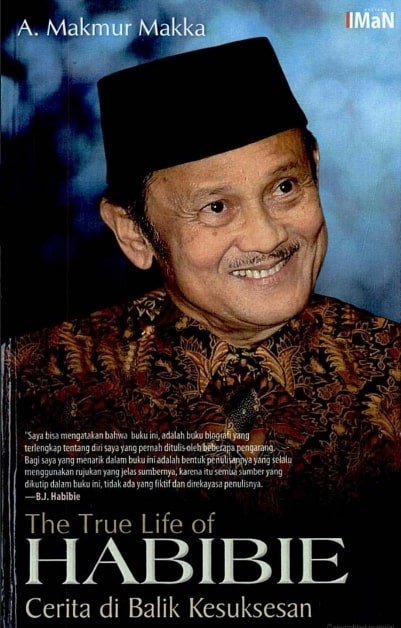 A. Makmur Makka
IMaN
"Saya bisa mengatakan bahwa buku ini, adalah buku biografi yang
terlengkap tentang diri saya yang pernah ditulis oleh beberapa pengarang.
Bagi saya yang menarik dalam buku ini adalah bentuk penulisannya yang selalu
menggunakan rujukan yang jelas sumbernya, karena itu semua sumber yang
dikutip dalam buku ini, tidak ada yang fiktif dan direkayasa penulisnya.
—B.J. Habibie
The True Life of
HABIBIE
Cerita di Balik Kesuksesan
Copyrighted material